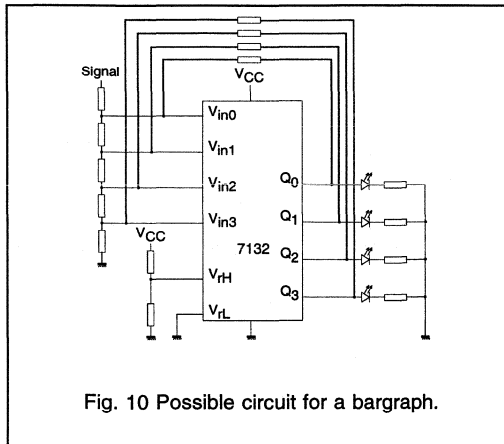 Signal
VCC
Vin0
Vin1
Q0
Vin2
Q1
Vin3
VCC
7132
Q2
VrH
Q3
VrL
Fig. 10 Possible circuit for a bargraph.